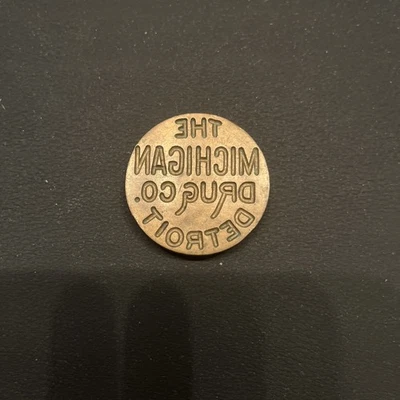 THE
MICHIGAN
DRUG CO.
DETROIT